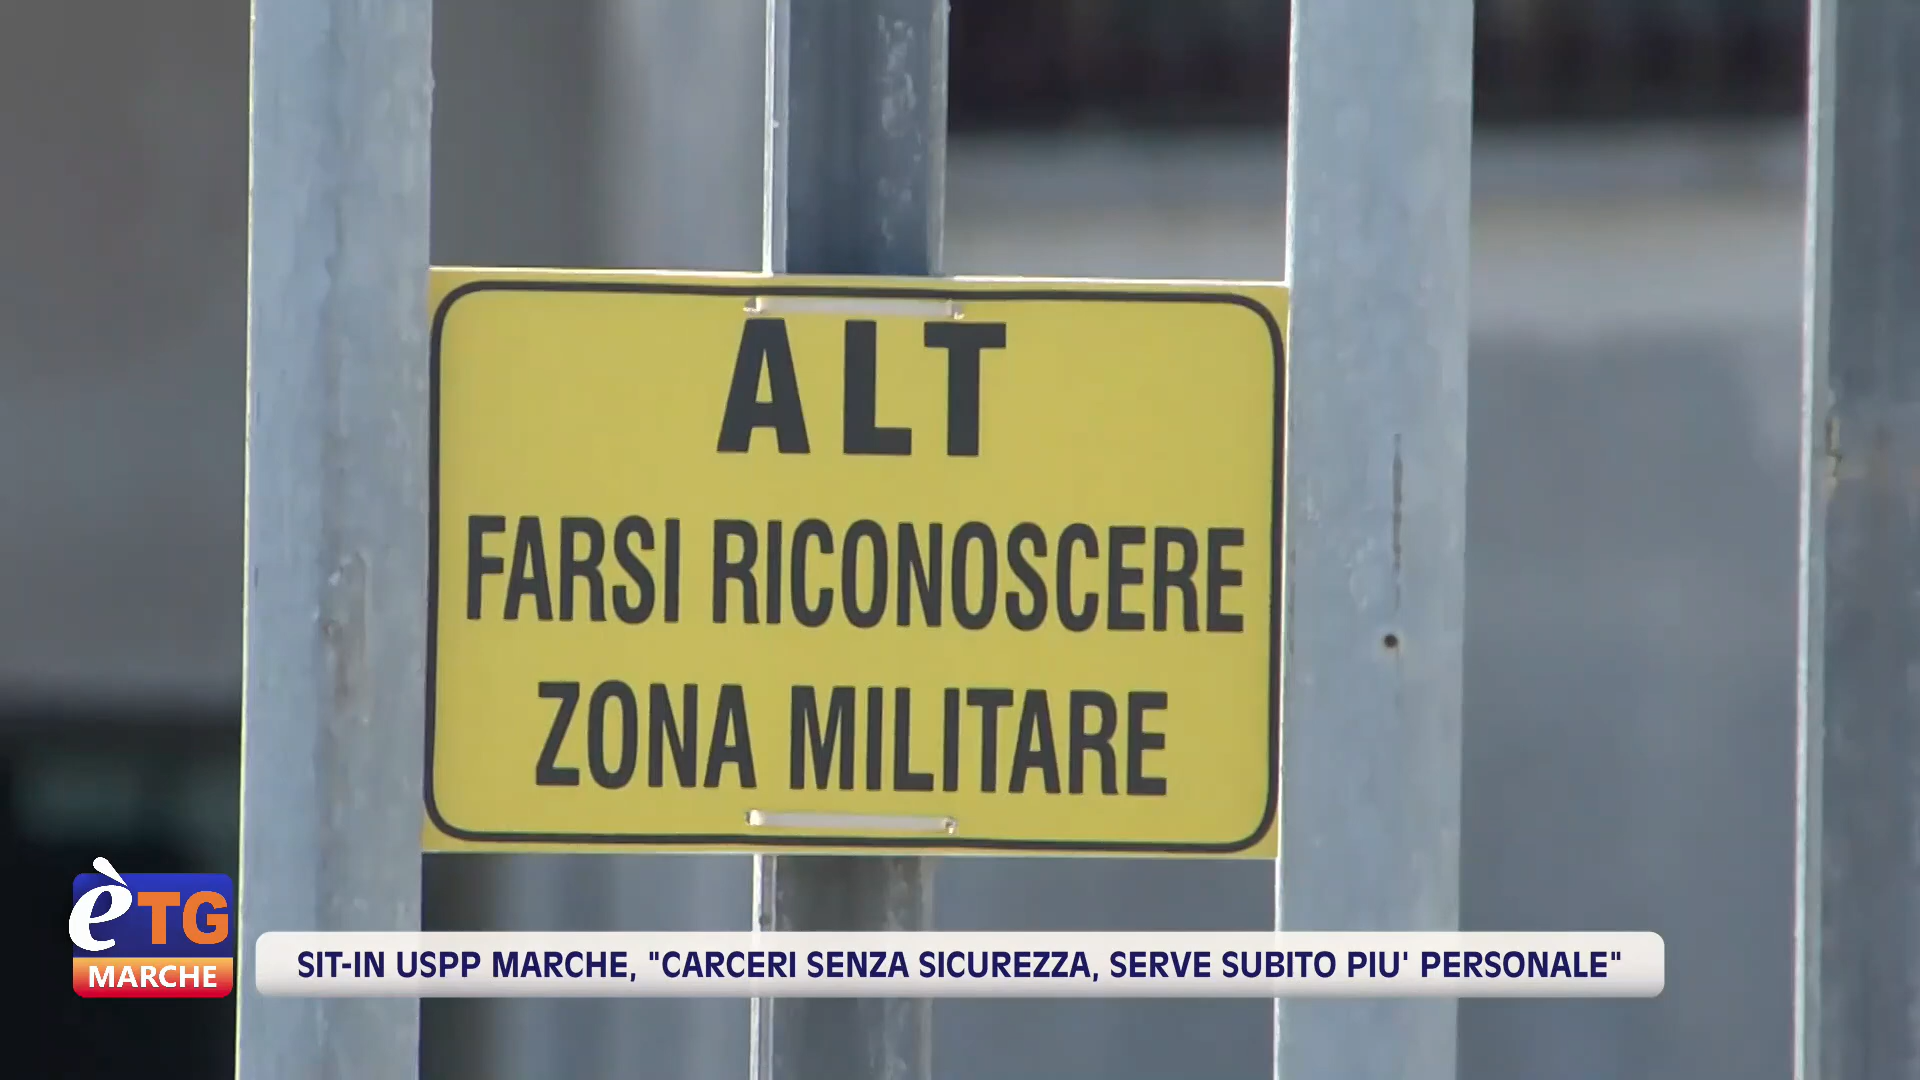 ALT
FARSI RICONOSCERE
ZONA MILITARE
èTG
MARCHE
SIT-IN USPP MARCHE, "CARCERI SENZA SICUREZZA, SERVE SUBITO PIU' PERSONALE"